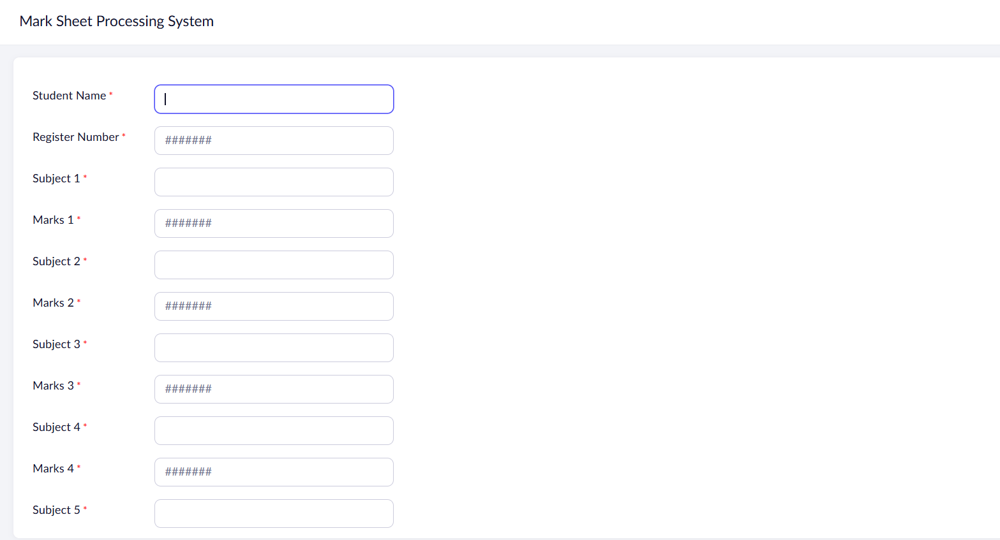 Mark Sheet Processing System
Student Name *
Register Number *
#######
Subject 1 *
Marks 1 *
#######
Subject 2 *
Marks 2 *
#######
Subject 3 *
Marks 3 *
#######
Subject 4 *
Marks 4 *
#######
Subject 5 *